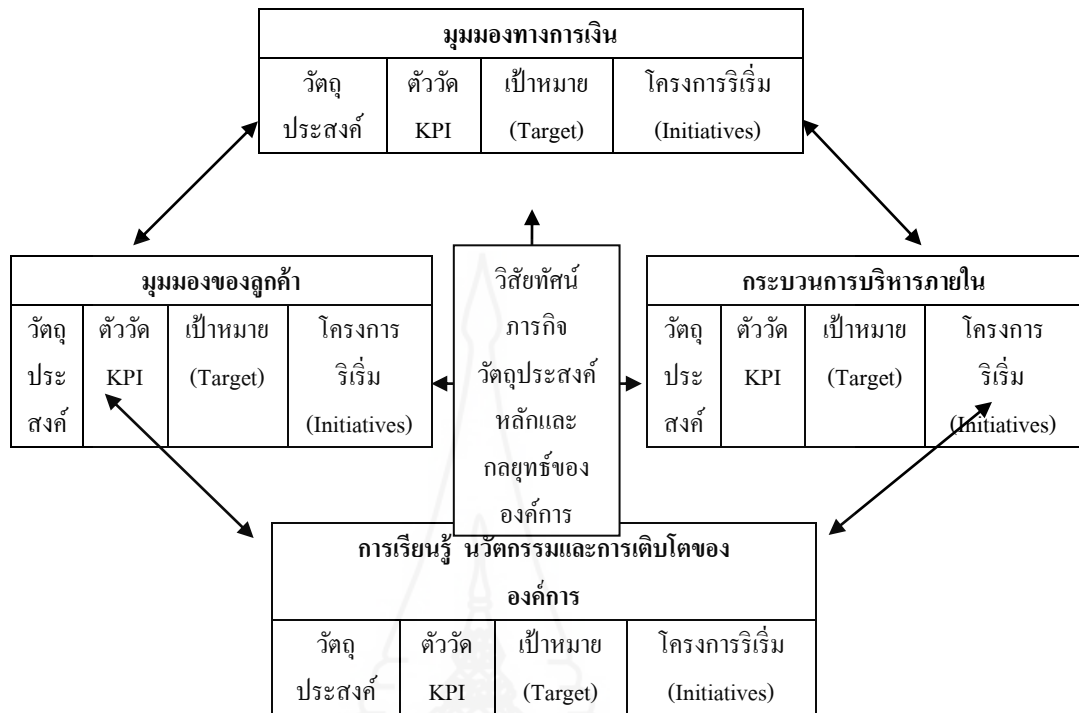 มุมมองทางการเงิน
วัตถุ ตัววัด เป้าหมาย โครงการริเริ่ม
ประสงค์ KPI (Target) (Initiatives)
มุมมองของลูกค้า
วัตถุ ตัววัด เป้าหมาย โครงการ
ประ KPI (Target) ริเริ่ม
สงค์ (Initiatives)
วิสัยทัศน์
ภารกิจ
วัตถุประสงค์
หลักและ
กลยุทธ์ของ
องค์การ
กระบวนการบริหารภายใน
วัตถุ ตัววัด เป้าหมาย โครงการ
ประ KPI (Target) ริเริ่ม
สงค์ (Initiatives)
การเรียนรู้ นวัตกรรมและการเติบโตของ
องค์การ
วัตถุ ตัววัด เป้าหมาย โครงการริเริ่ม
ประสงค์ KPI (Target) (Initiatives)